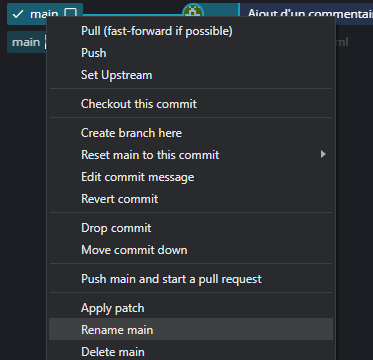 main
Ajout d'un commentai
main
ml
Pull (fast-forward if possible)
Push
Set Upstream
Checkout this commit
Create branch here
Reset main to this commit
Edit commit message
Revert commit
Drop commit
Move commit down
Push main and start a pull request
Apply patch
Rename main
Delete main